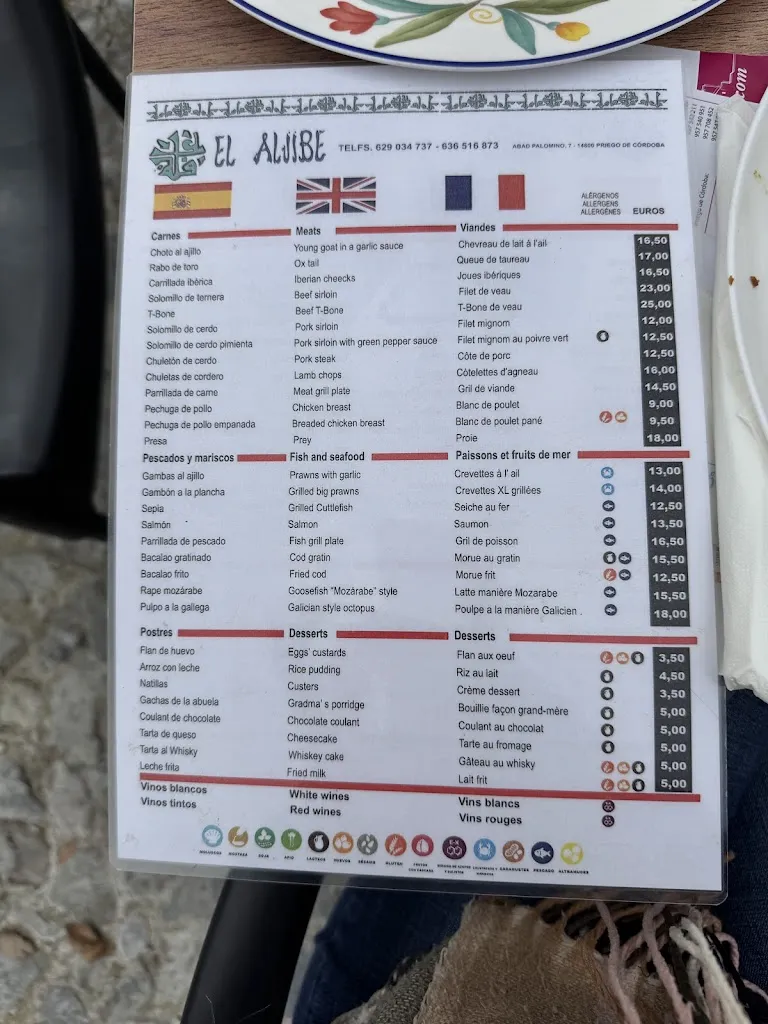 EL ALJIBE TELFS. 629 034 737 - 636 516 873 ABAD PALOMINO, 7 - 14800 PRIEGO DE CÓRDOBA
ALÉRGENOS
ALLERGENS
ALLERGÈNES
EUROS
Carnes Meats Viandes
Choto al ajillo Young goat in a garlic sauce Chevreau de lait à l'ail 16,50
Rabo de toro Ox tail Queue de taureau 17,00
Carrillada ibérica Iberian cheecks Joues ibériques 16,50
Solomillo de ternera Beef sirloin Filet de veau 23,00
T-Bone Beef T-Bone T-Bone de veau 25,00
Solomillo de cerdo Pork sirloin Filet mignon 12,00
Solomillo de cerdo pimienta Pork sirloin with green pepper sauce Filet mignon au poivre vert 12,50
Chuletón de cerdo Pork steak Côte de porc 12,50
Chuletas de cordero Lamb chops Côtelettes d'agneau 16,00
Parrillada de carne Meat grill plate Gril de viande 14,50
Pechuga de pollo Chicken breast Blanc de poulet 9,00
Pechuga de pollo empanada Breaded chicken breast Blanc de poulet pané 9,50
Presa Prey Proie 18,00
Pescados y mariscos Fish and seafood Paissons et fruits de mer
Gambas al ajillo Prawns with garlic Crevettes à l' ail 13,00
Gambón a la plancha Grilled big prawns Crevettes XL grillées 14,00
Sepia Grilled Cuttlefish Seiche au fer 12,50
Salmón Salmon Saumon 13,50
Parrillada de pescado Fish grill plate Gril de poisson 16,50
Bacalao gratinado Cod gratin Morue au gratin 15,50
Bacalao frito Fried cod Morue frit 12,50
Rape mozárabe Goosefish "Mozárabe" style Latte manière Mozarabe 15,50
Pulpo a la gallega Galician style octopus Poulpe a la manière Galicien . 18,00
Postres Desserts Desserts
Flan de huevo Eggs' custards Flan aux oeuf 3,50
Arroz con leche Rice pudding Riz au lait 4,50
Natillas Custers Crème dessert 3,50
Gachas de la abuela Gradma' s porridge Bouillie façon grand-mère 5,00
Coulant de chocolate Chocolate coulant Coulant au chocolat 5,00
Tarta de queso Cheesecake Tarte au fromage 5,00
Tarta al Whisky Whiskey cake Gâteau au whisky 5,00
Leche frita Fried milk Lait frit 5,00
Vinos blancos White wines Vins blancs
Vinos tintos Red wines Vins rouges
MOLUSCOS MOSTAZA SOJA APIO LÁCTEOS HUEVOS SÉSAMO GLUTEN CACAHUETES PESCADO ALTRAMUCES
.com